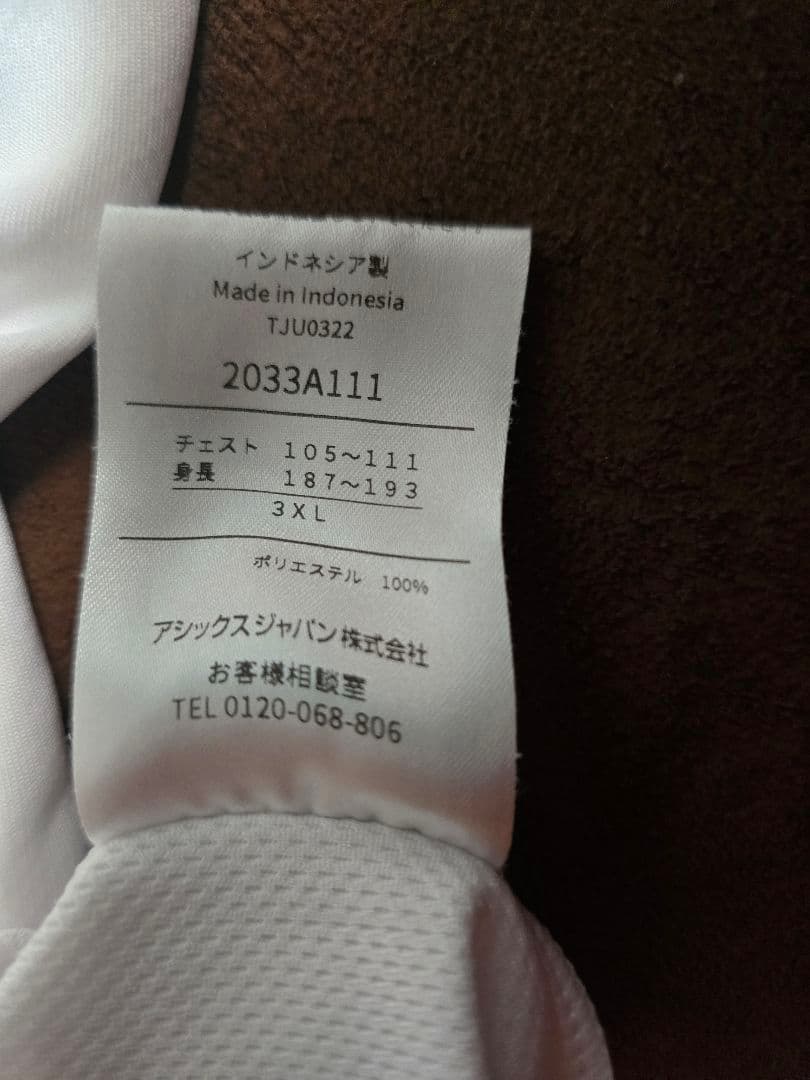 インドネシア製
Made in Indonesia
TJU0322
2033A111
チェスト 105～111
身長 187～193
3XL
ポリエステル 100%
アシックスジャパン株式会社
お客様相談室
TEL 0120-068-806